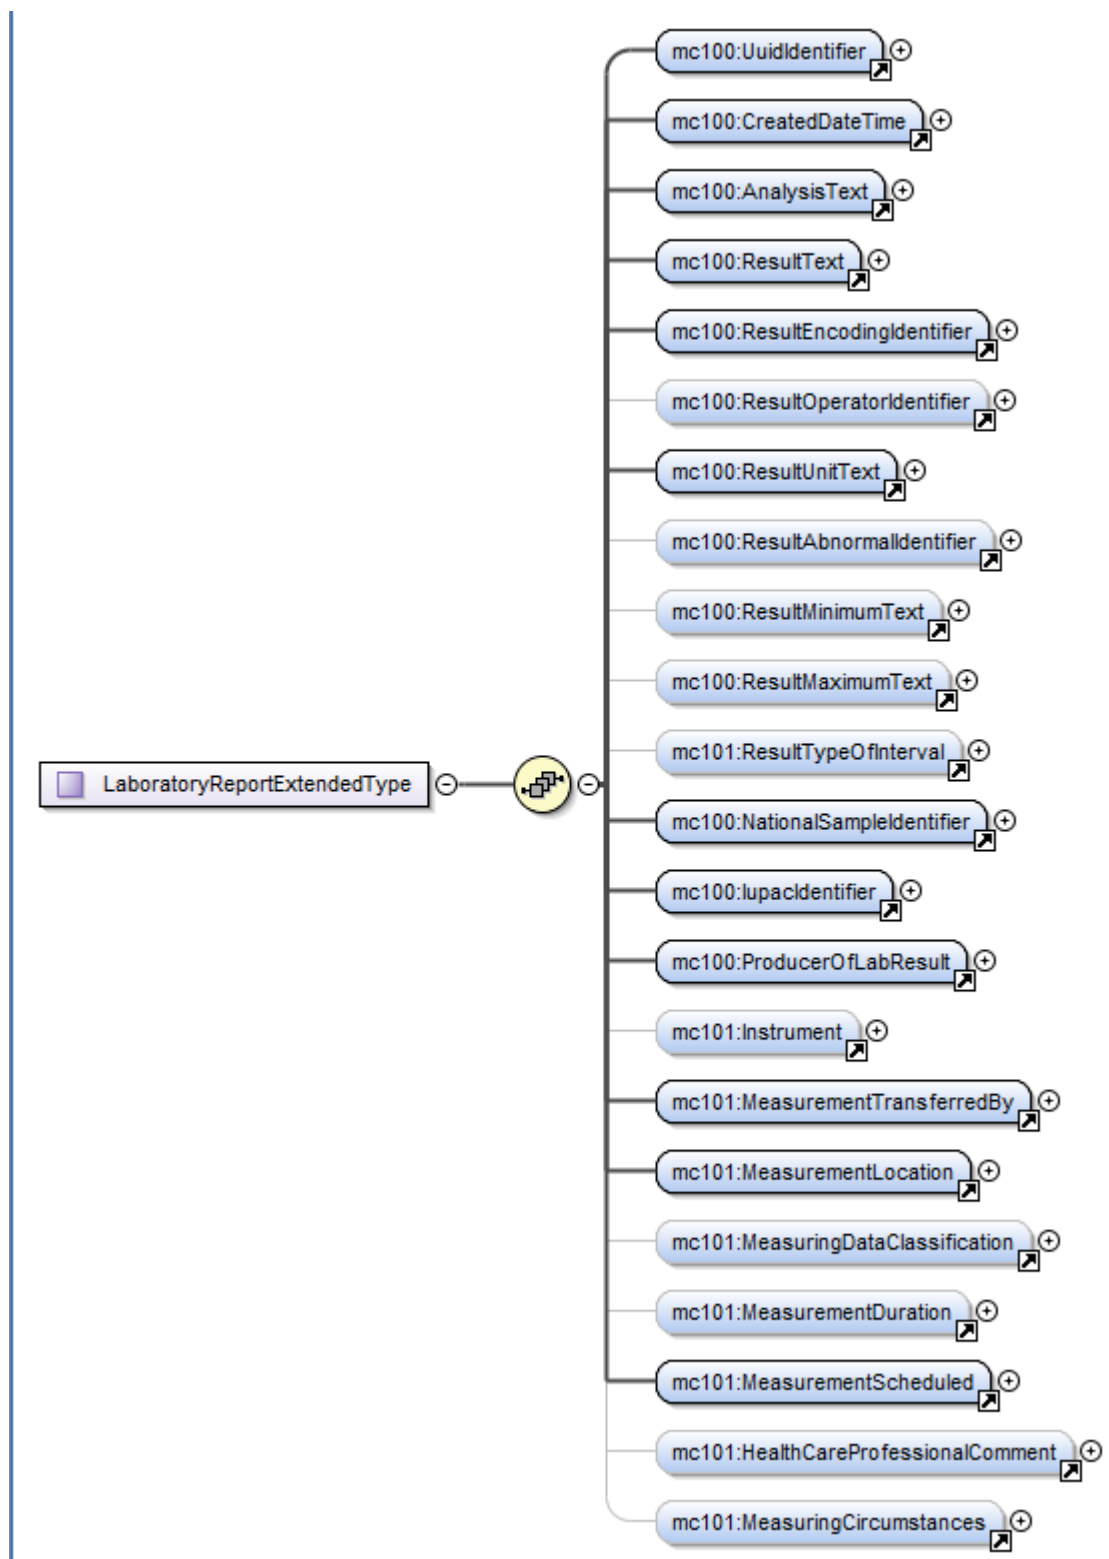 mc100:UuidIdentifier
mc100:CreatedDateTime
mc100:AnalysisText
mc100:ResultText
mc100:ResultEncodingIdentifier
mc100:ResultOperatorIdentifier
mc100:ResultUnitText
mc100:ResultAbnormalIdentifier
mc100:ResultMinimumText
mc100:ResultMaximumText
mc101:ResultTypeOfInterval
LaboratoryReportExtendedType
mc100:NationalSampleIdentifier
mc100:IupacIdentifier
mc100:ProducerOfLabResult
mc101:Instrument
mc101:MeasurementTransferredBy
mc101:MeasurementLocation
mc101:MeasuringDataClassification
mc101:MeasurementDuration
mc101:MeasurementScheduled
mc101:HealthCareProfessionalComment
mc101:MeasuringCircumstances